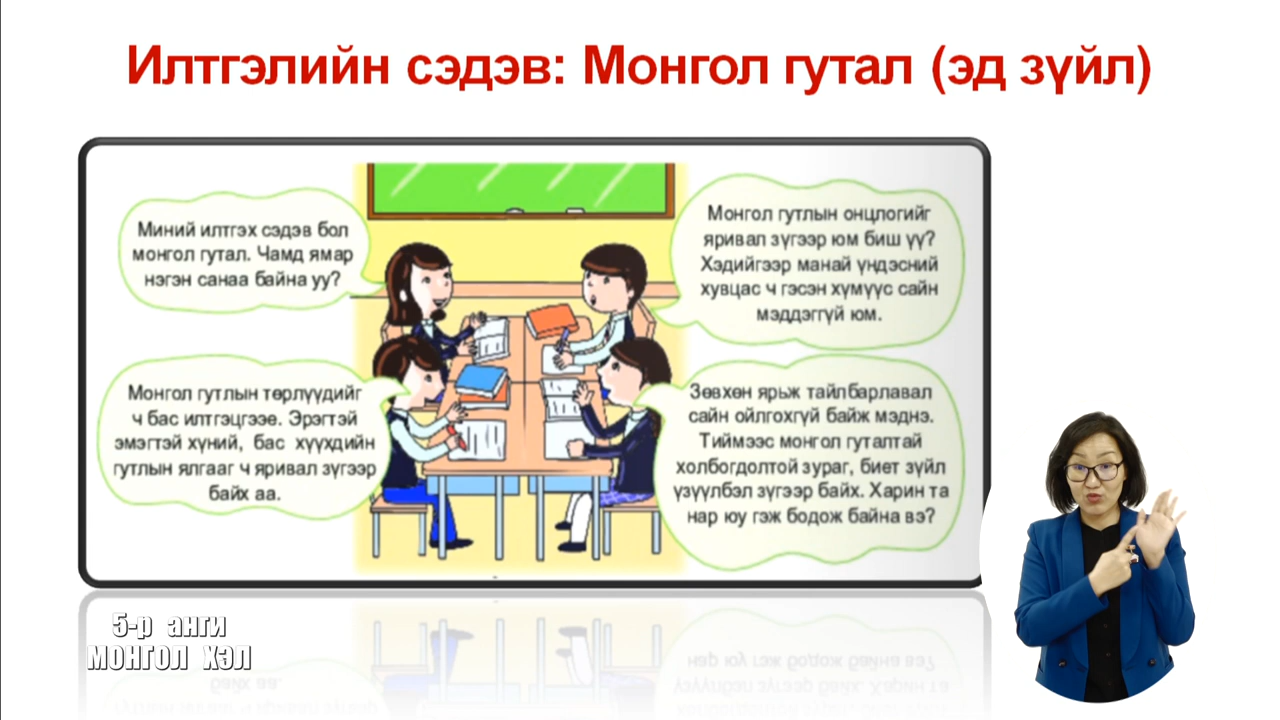 Илтгэлийн сэдэв: Монгол гутал (эд зүйл)
Миний илтгэх сэдэв бол
монгол гутал. Чамд ямар
нэгэн санаа байна уу?
Монгол гутлын онцлогийг
яривал зүгээр юм биш үү?
Хэдийгээр манай үндэсний
хувцас ч гэсэн хүмүүс сайн
мэддэггүй юм.
Монгол гутлын төрлүүдийг
ч бас илтгэцгээе. Эрэгтэй
эмэгтэй хүний, бас хүүхдийн
гутлын ялгааг ч яривал зүгээр
байх аа.
Зөвхөн ярьж тайлбарлавал
сайн ойлгохгүй байж мэднэ.
Тиймээс монгол гуталтай
холбогдолтой зураг, биет зүйл
үзүүлбэл зүгээр байх. Харин та
нар юу гэж бодож байна вэ?
5-р анги
МОНГОЛ ХЭЛ